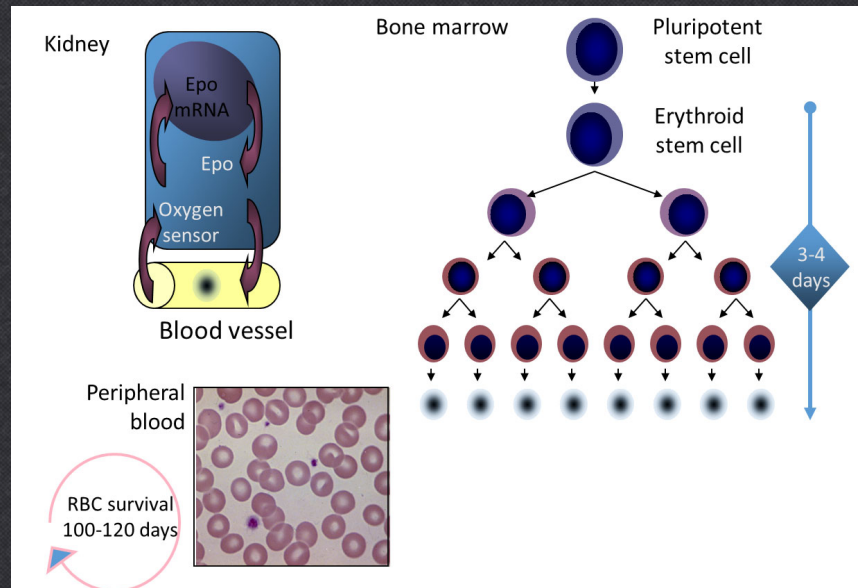 Kidney
Epo
mRNA
Epo
Oxygen
sensor
Blood vessel
Bone marrow
Pluripotent
stem cell
Erythroid
stem cell
3-4
days
Peripheral
blood
RBC survival
100-120 days